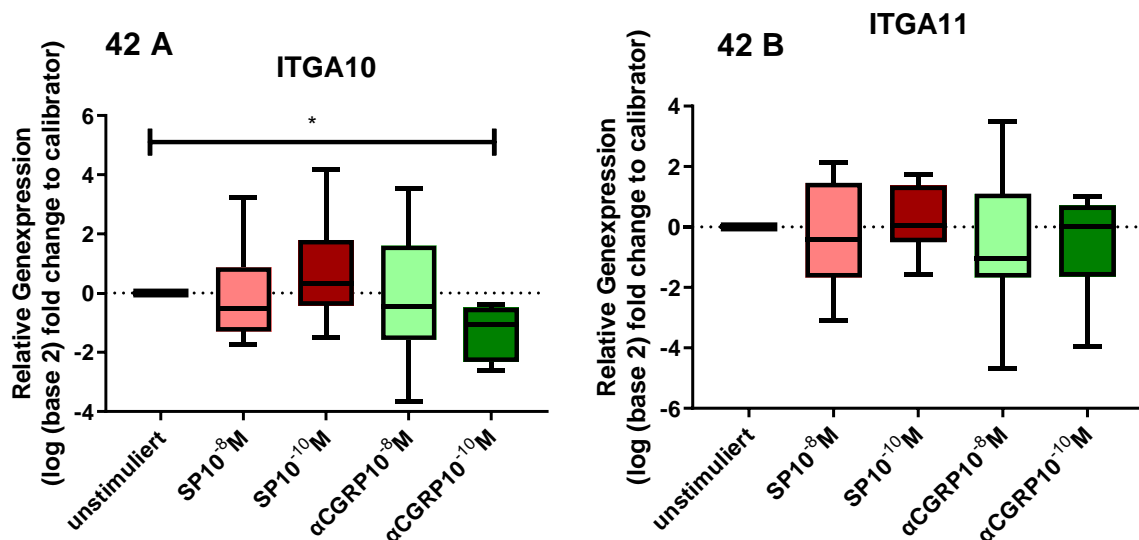 42 A
ITGA10
Relative Genexpression
(log (base 2) fold change to calibrator)
6
4
2
0
-2
-4
*
unstimuliert
SP10⁻⁸M
SP10⁻¹⁰M
αCGRP10⁻⁸M
αCGRP10⁻¹⁰M
42 B
ITGA11
Relative Genexpression
(log (base 2) fold change to calibrator)
4
2
0
-2
-4
-6
unstimuliert
SP10⁻⁸M
SP10⁻¹⁰M
αCGRP10⁻⁸M
αCGRP10⁻¹⁰M